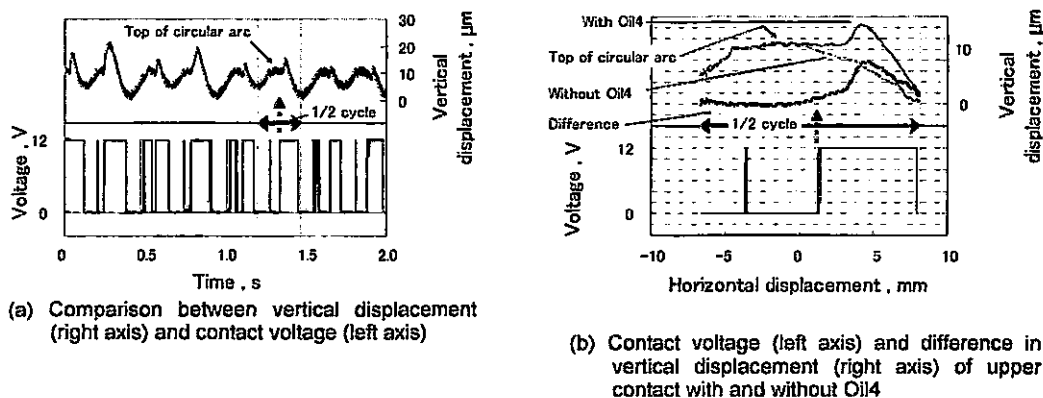 30
20
10
0
Vertical displacement , μm
Top of circular arc
1/2 cycle
12
0
Voltage , V
0 0.5 1.0 1.5 2.0
Time , s
(a) Comparison between vertical displacement
(right axis) and contact voltage (left axis)
With Oil4
Top of circular arc
Without Oil4
Difference
1/2 cycle
10
0
Vertical displacement , μm
12
0
Voltage , V
-10 -5 0 5 10
Horizontal displacement , mm
(b) Contact voltage (left axis) and difference in
vertical displacement (right axis) of upper
contact with and without Oil4